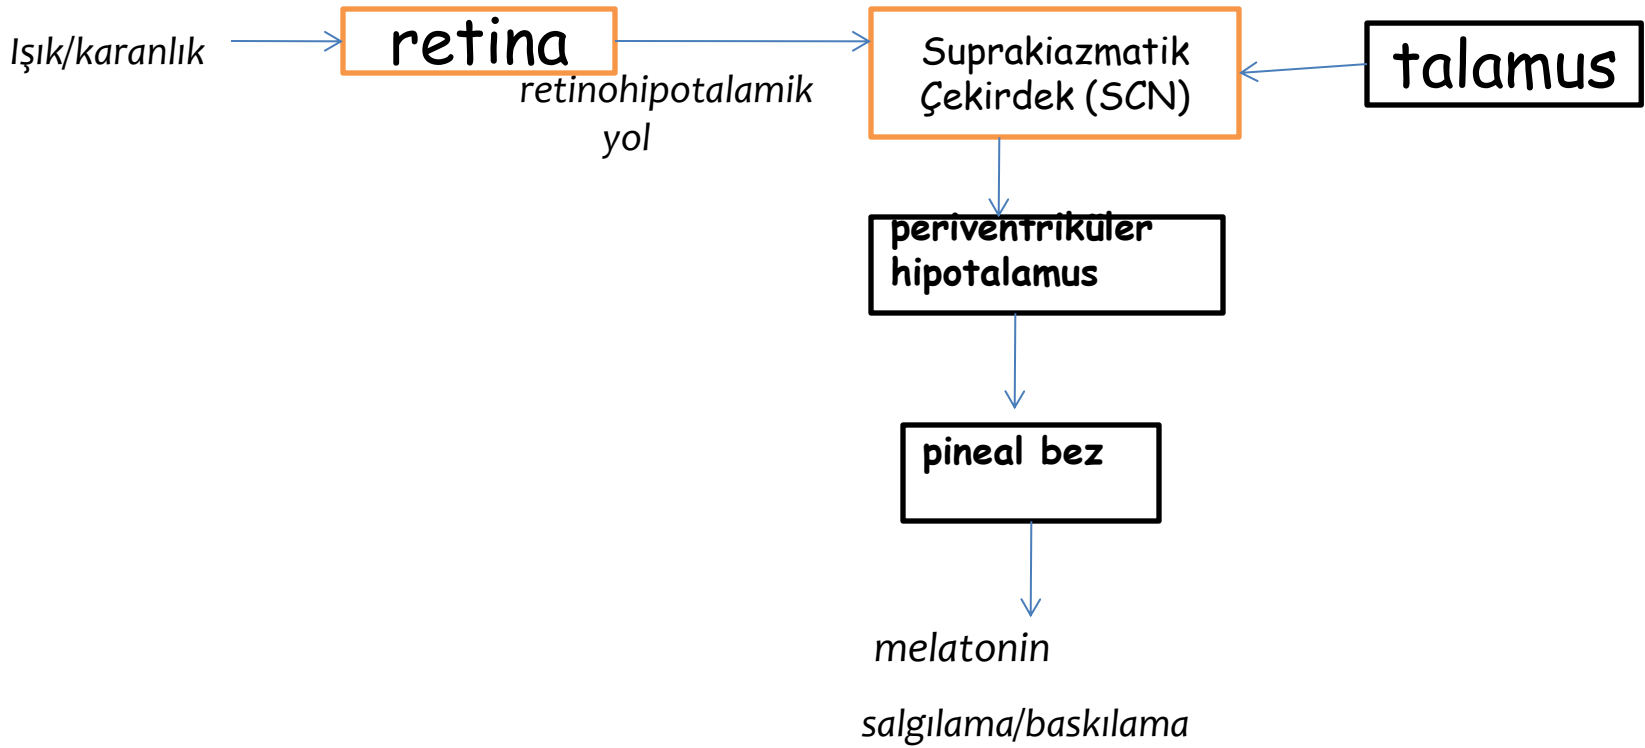 Işık/karanlık
retina
retinohipotalamik
yol
Suprakiazmatik
Çekirdek (SCN)
talamus
periventriküler
hipotalamus
pineal bez
melatonin
salgılama/baskılama